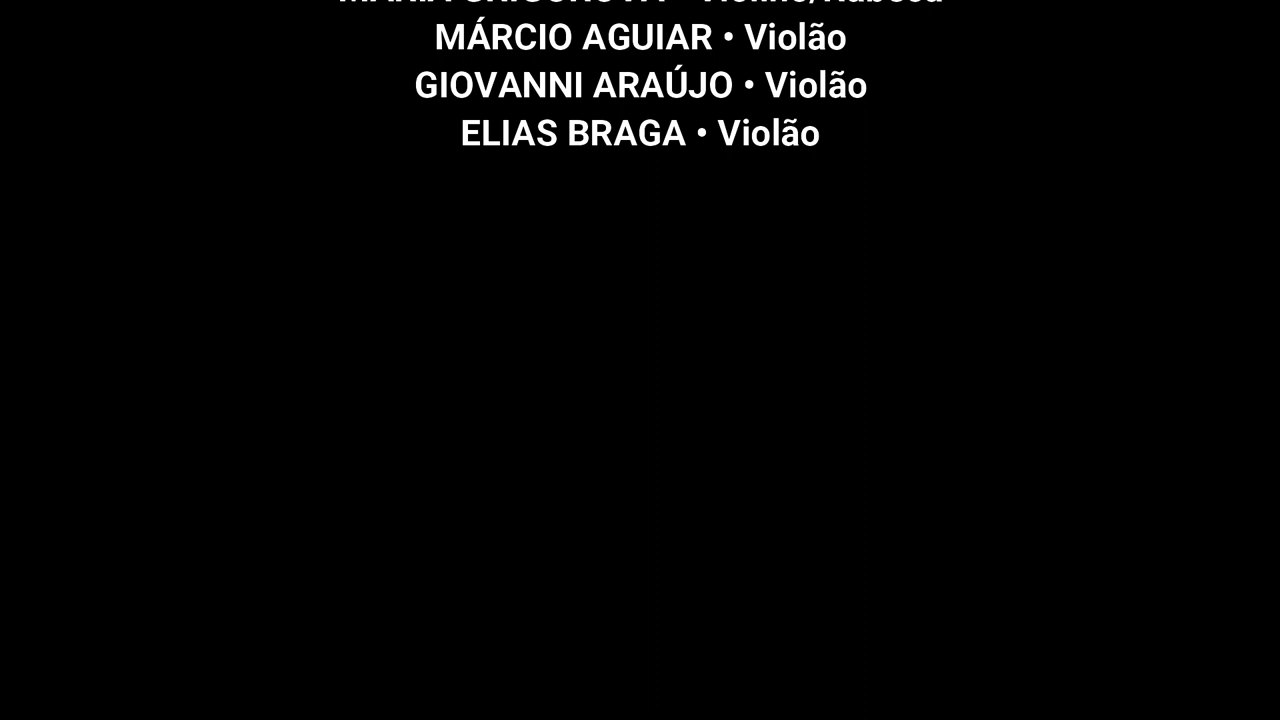 MÁRCIO AGUIAR • Violão
GIOVANNI ARAÚJO • Violão
ELIAS BRAGA • Violão